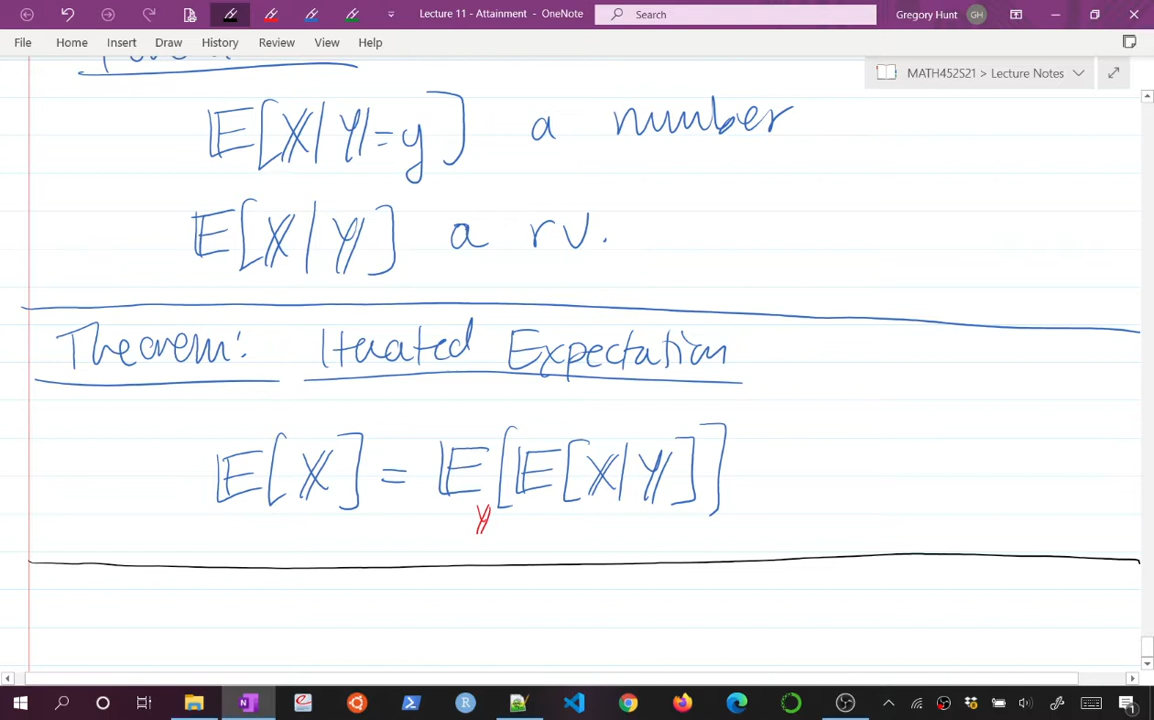 Lecture 11 - Attainment - OneNote
Search
Gregory Hunt GH
File Home Insert Draw History Review View Help
MATH452S21 > Lecture Notes
E[X|Y=y] a number
E[X|Y] a rv.
Theorem: Iterated Expectation
E[X] = E[E[X|Y]]
Y